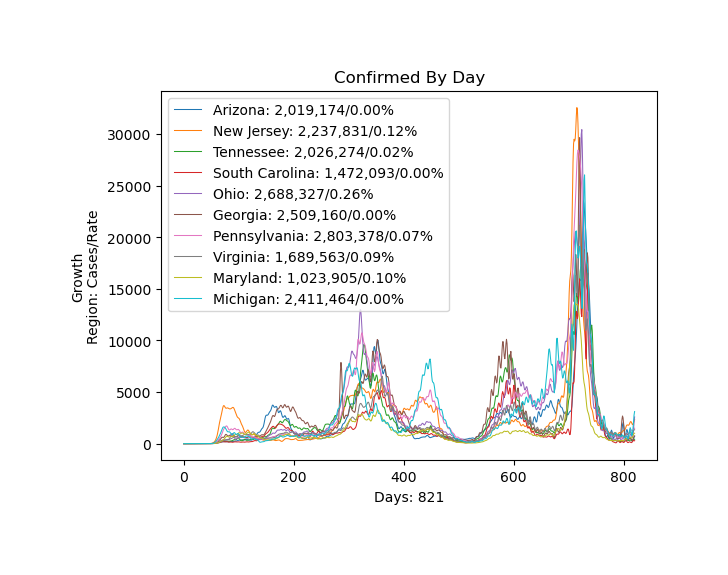 Confirmed By Day
Arizona: 2,019,174/0.00%
New Jersey: 2,237,831/0.12%
Tennessee: 2,026,274/0.02%
South Carolina: 1,472,093/0.00%
Ohio: 2,688,327/0.26%
Georgia: 2,509,160/0.00%
Pennsylvania: 2,803,378/0.07%
Virginia: 1,689,563/0.09%
Maryland: 1,023,905/0.10%
Michigan: 2,411,464/0.00%
Growth
Region: Cases/Rate
30000
25000
20000
15000
10000
5000
0
0 200 400 600 800
Days: 821